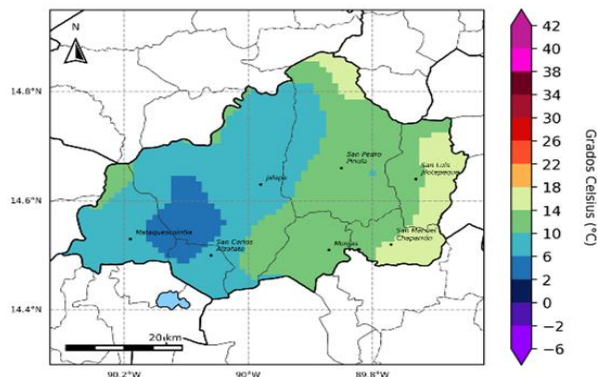 N
14.8°N
14.6°N
14.4°N
90.2°W
90°W
89.8°W
Jalapa
San Pedro
Pinula
San Luis
Jilotepeque
Mataquescuintla
San Carlos
Alzatate
Monjas
San Manuel
Chaparrón
20 km
42
40
38
34
30
26
22
18
14
10
6
2
0
−2
−6
Grados Celsius (°C)